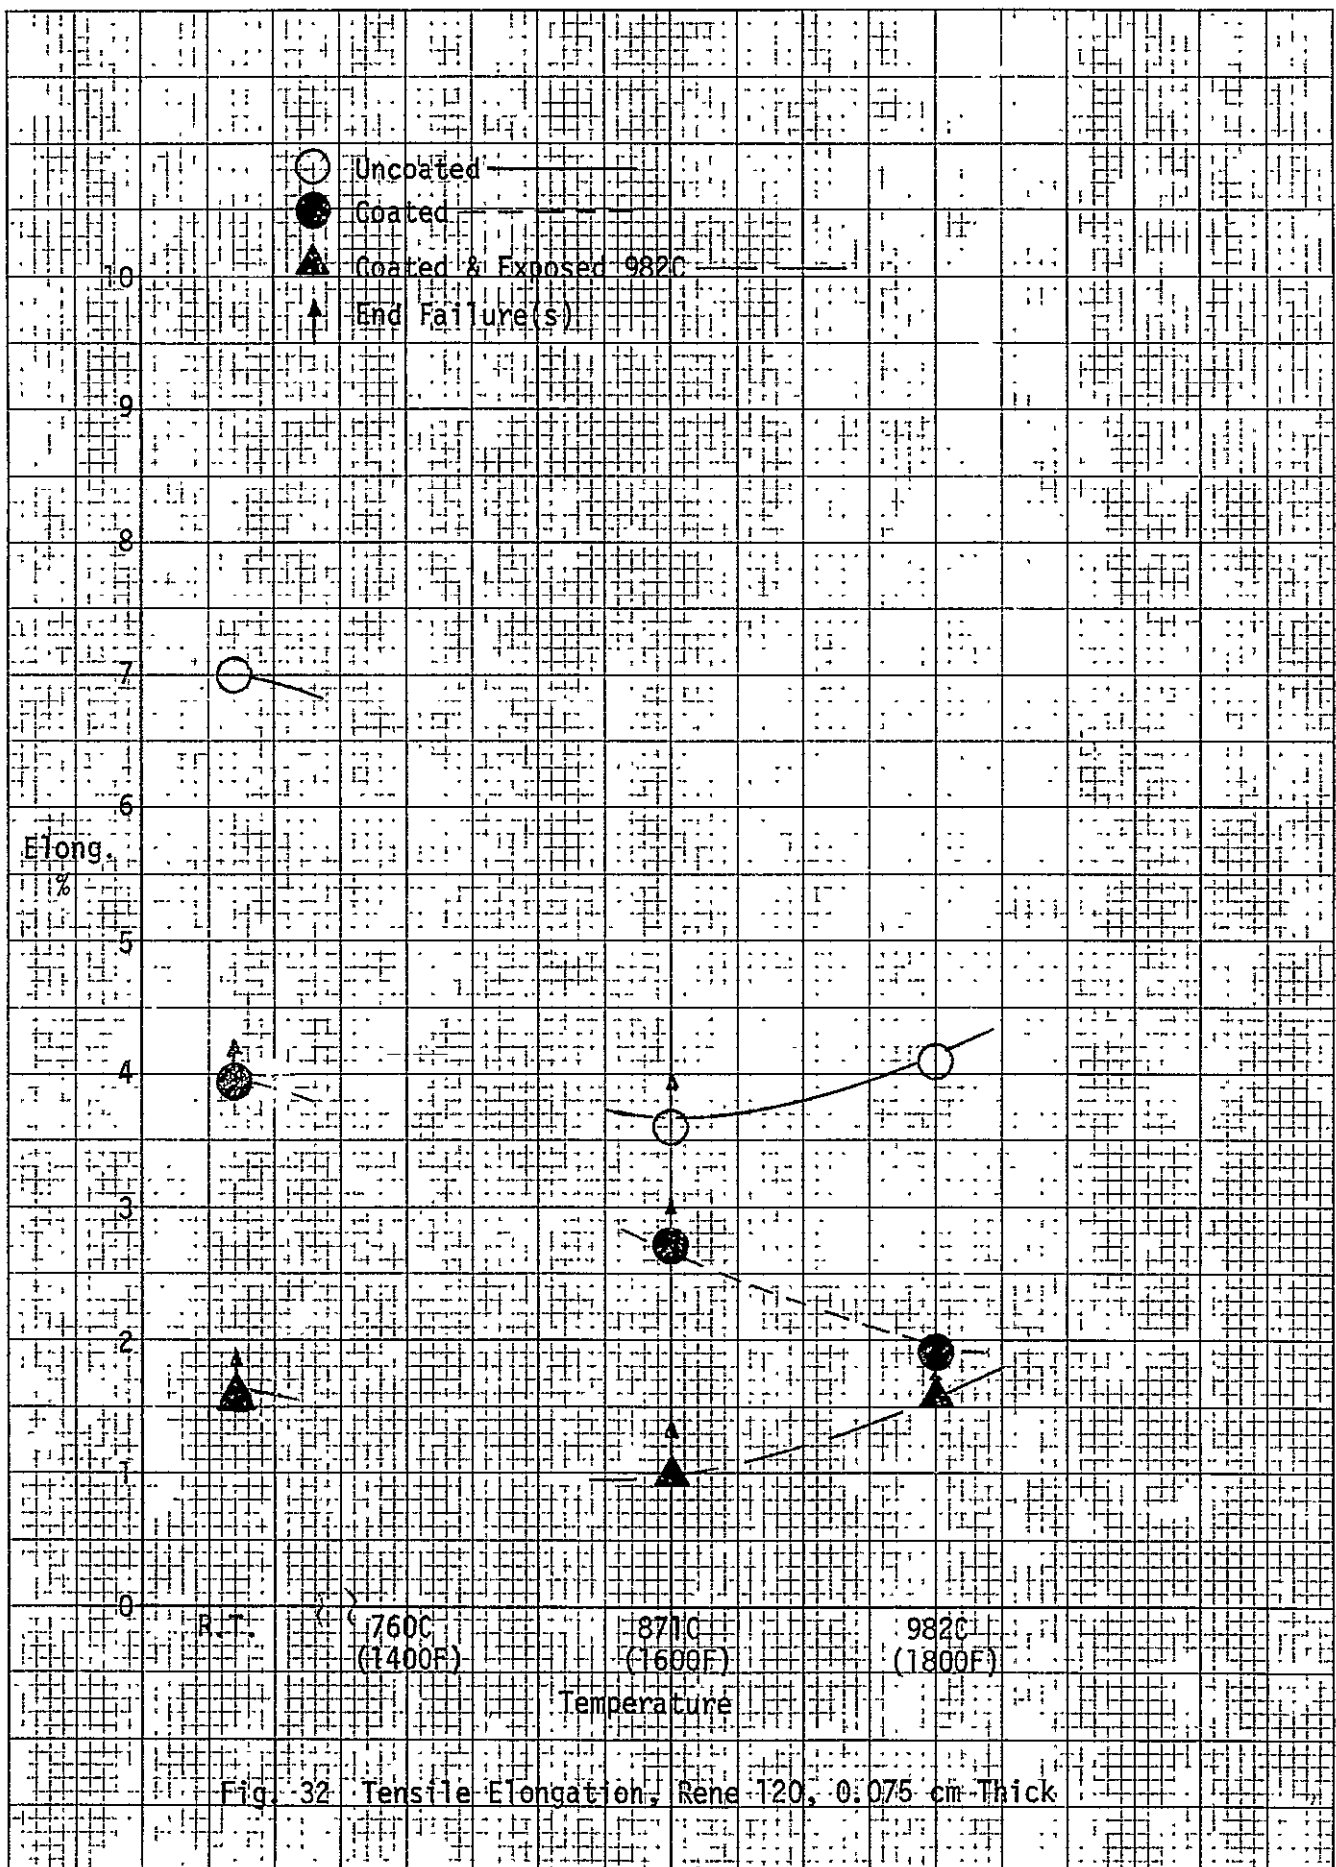 Uncoated
Coated
Coated & Exposed 982C
End Failure(s)
10
9
8
7
6
Elong.
%
5
4
3
2
1
0
R.T. 760C 871C 982C
(1400F) (1600F) (1800F)
Temperature
Fig. 32 Tensile Elongation, Rene 120, 0.075 cm Thick